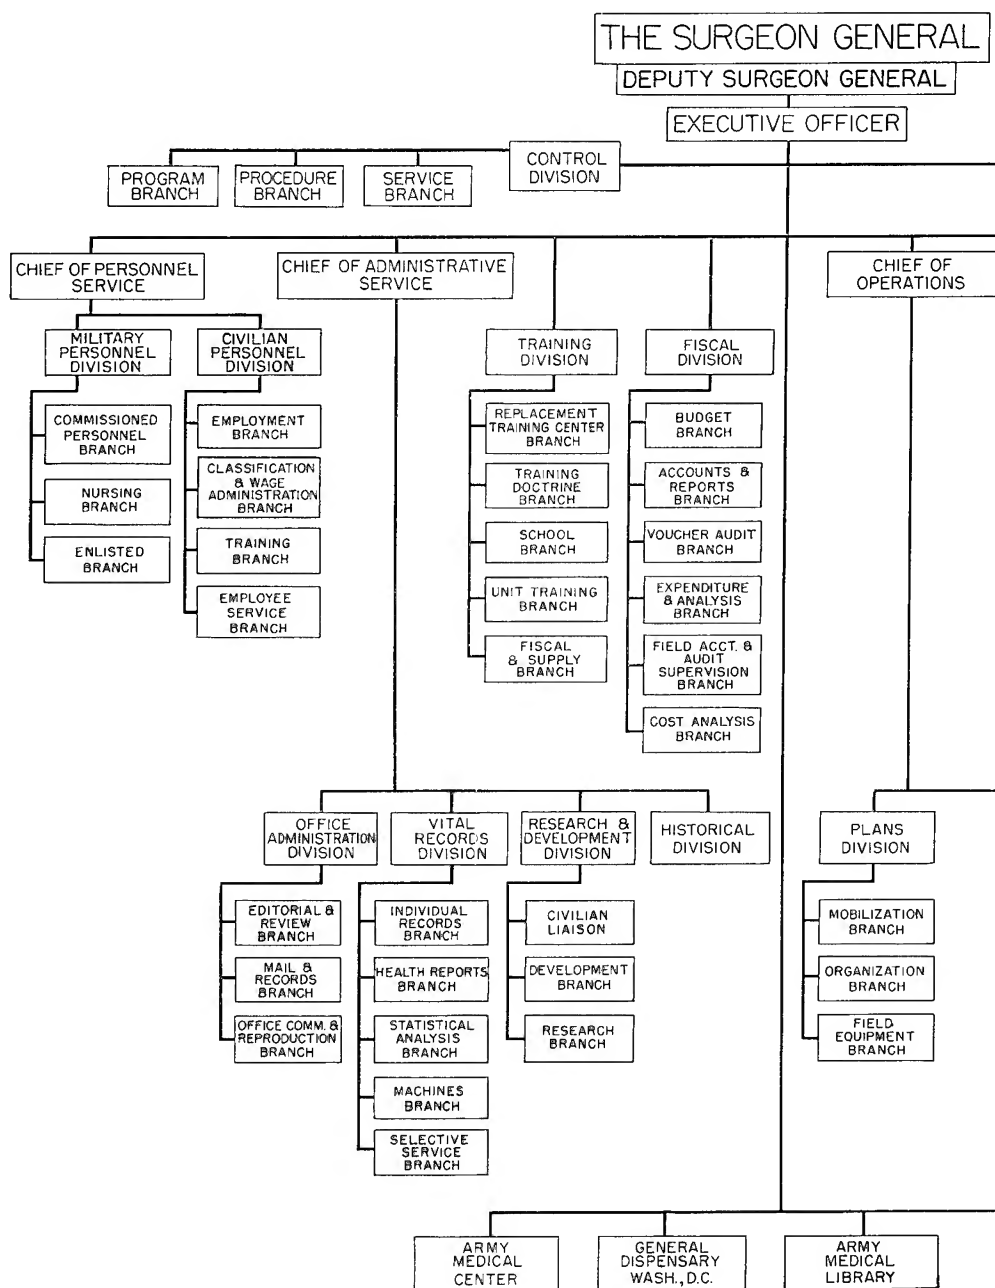 THE SURGEON GENERAL
DEPUTY SURGEON GENERAL
EXECUTIVE OFFICER
CONTROL
DIVISION
PROGRAM
BRANCH
PROCEDURE
BRANCH
SERVICE
BRANCH
CHIEF OF PERSONNEL
SERVICE
CHIEF OF ADMINISTRATIVE
SERVICE
CHIEF OF
OPERATIONS
MILITARY
PERSONNEL
DIVISION
CIVILIAN
PERSONNEL
DIVISION
TRAINING
DIVISION
FISCAL
DIVISION
COMMISSIONED
PERSONNEL
BRANCH
NURSING
BRANCH
ENLISTED
BRANCH
EMPLOYMENT
BRANCH
CLASSIFICATION
& WAGE
ADMINISTRATION
BRANCH
TRAINING
BRANCH
EMPLOYEE
SERVICE
BRANCH
REPLACEMENT
TRAINING CENTER
BRANCH
TRAINING
DOCTRINE
BRANCH
SCHOOL
BRANCH
UNIT TRAINING
BRANCH
FISCAL
& SUPPLY
BRANCH
BUDGET
BRANCH
ACCOUNTS &
REPORTS
BRANCH
VOUCHER AUDIT
BRANCH
EXPENDITURE
& ANALYSIS
BRANCH
FIELD ACCT. &
AUDIT
SUPERVISION
BRANCH
COST ANALYSIS
BRANCH
OFFICE
ADMINISTRATION
DIVISION
VITAL
RECORDS
DIVISION
RESEARCH &
DEVELOPMENT
DIVISION
HISTORICAL
DIVISION
PLANS
DIVISION
EDITORIAL &
REVIEW
BRANCH
MAIL &
RECORDS
BRANCH
OFFICE COMM. &
REPRODUCTION
BRANCH
INDIVIDUAL
RECORDS
BRANCH
HEALTH REPORTS
BRANCH
STATISTICAL
ANALYSIS
BRANCH
MACHINES
BRANCH
SELECTIVE
SERVICE
BRANCH
CIVILIAN
LIAISON
DEVELOPMENT
BRANCH
RESEARCH
BRANCH
MOBILIZATION
BRANCH
ORGANIZATION
BRANCH
FIELD
EQUIPMENT
BRANCH
ARMY
MEDICAL
CENTER
GENERAL
DISPENSARY
WASH., D.C.
ARMY
MEDICAL
LIBRARY